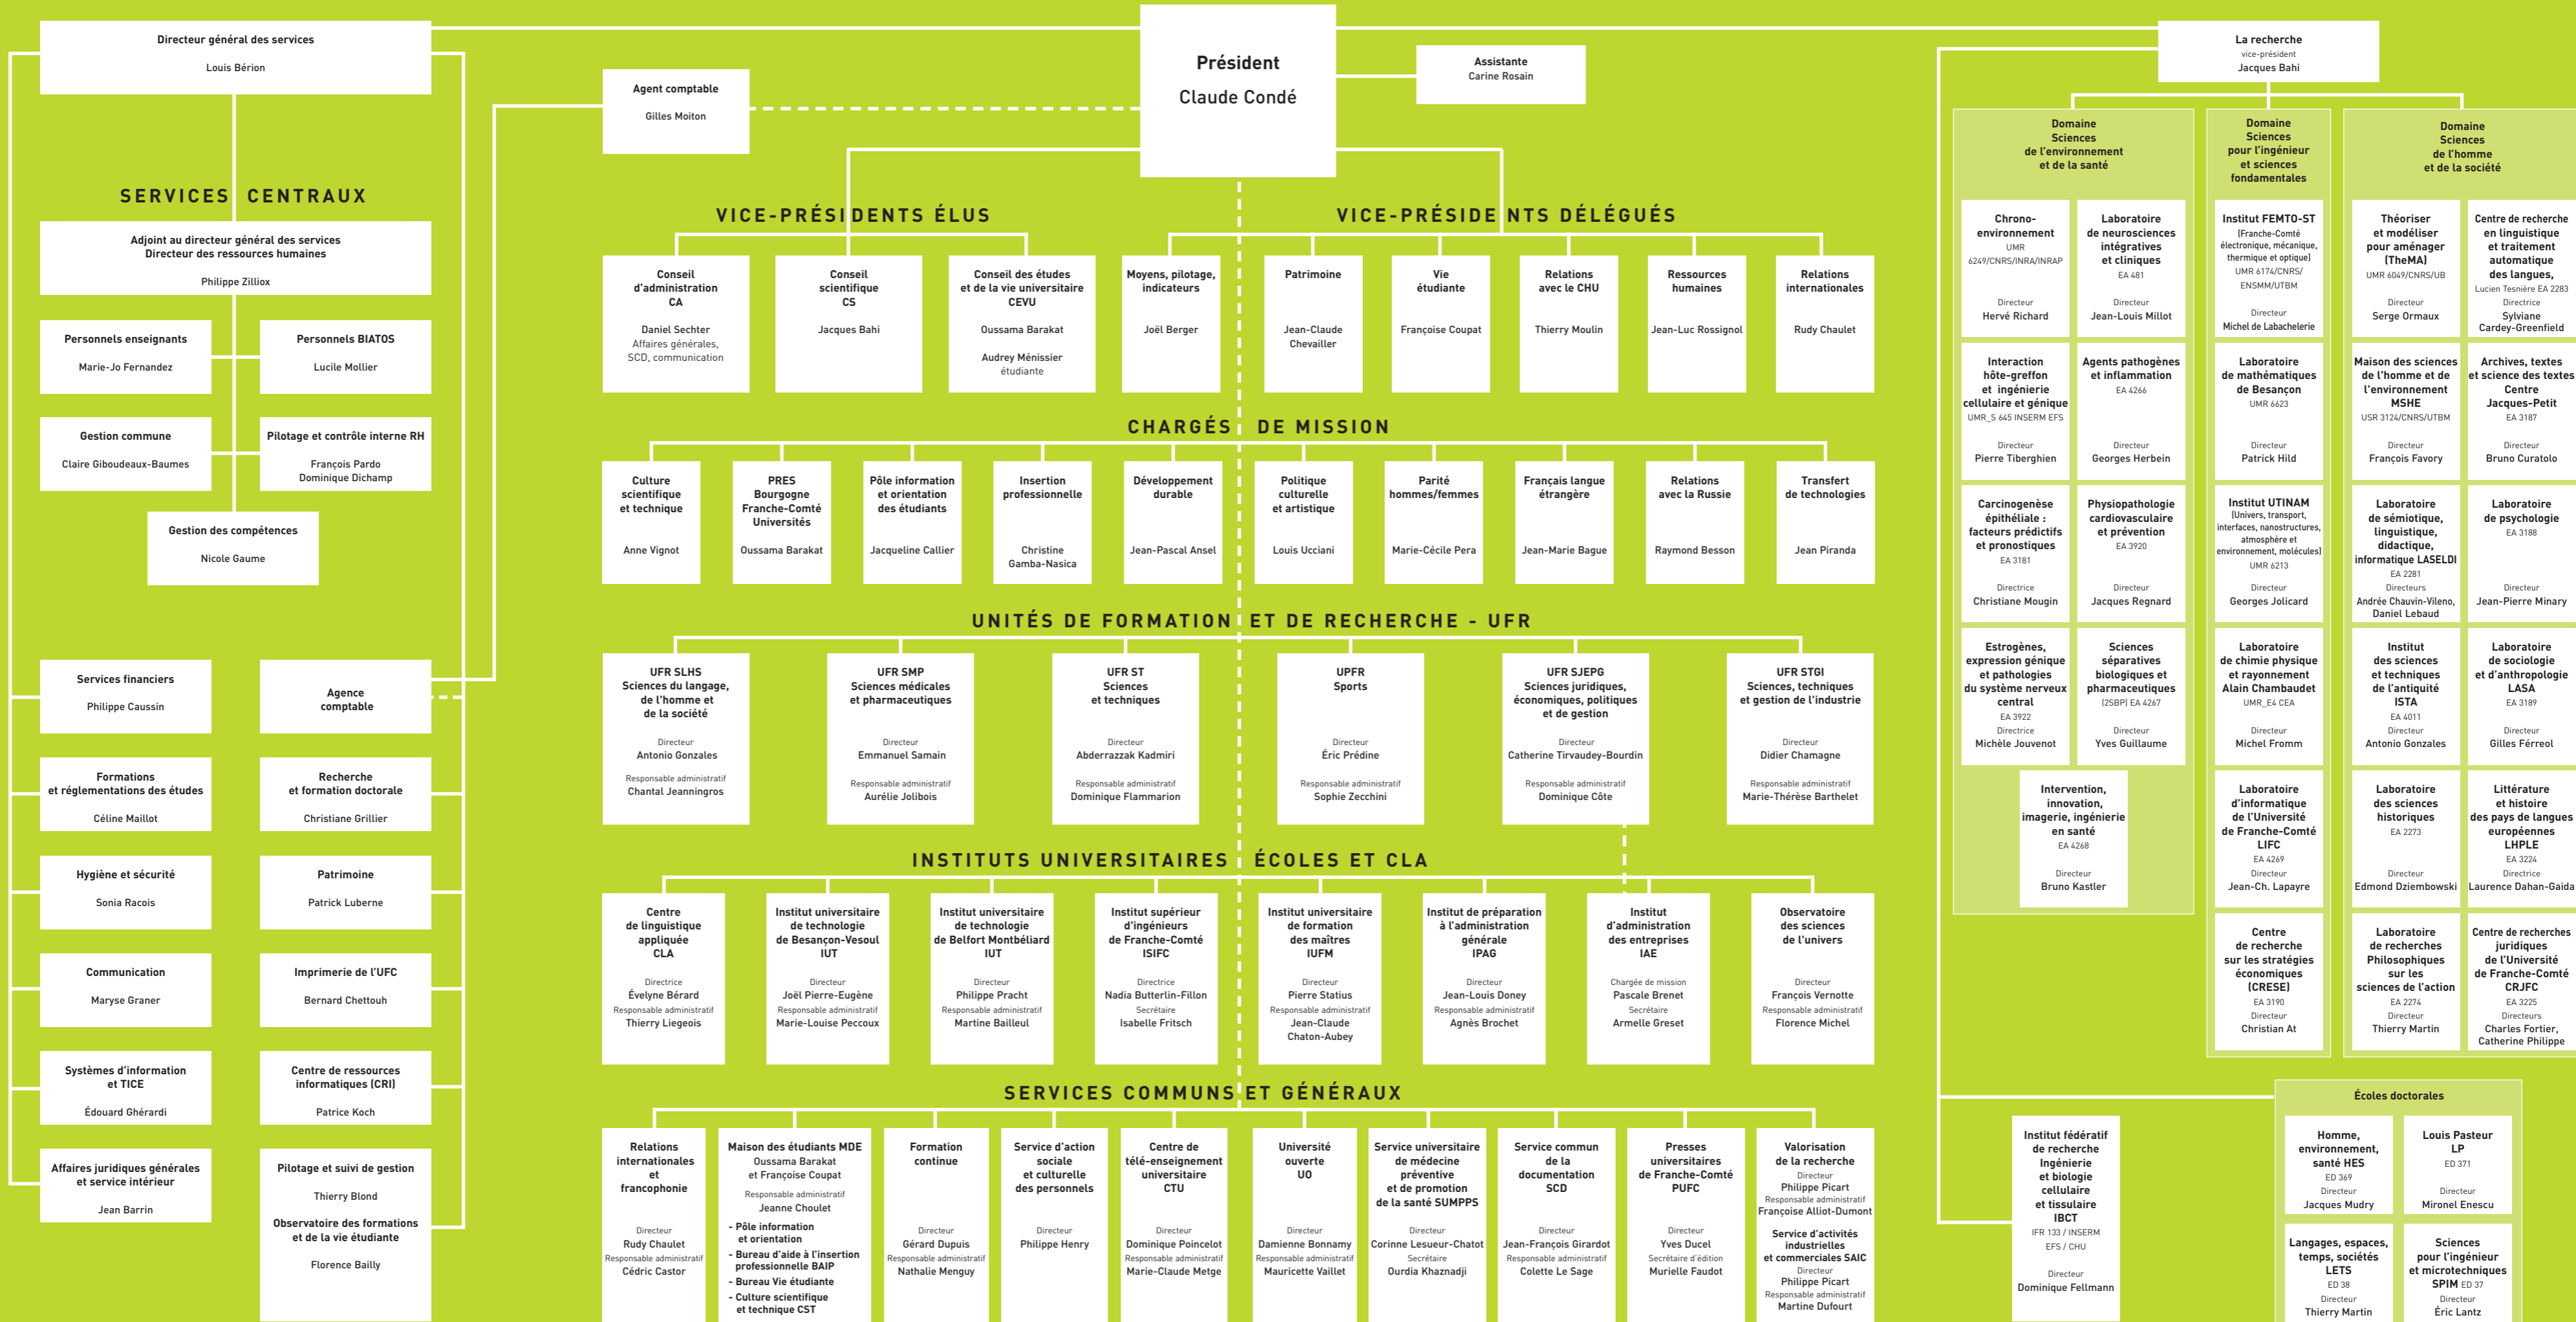 Directeur général des services
Louis Bérion
Président
Claude Condé
Assistante
Carine Rosain
Agent comptable
Gilles Moiton
La recherche
vice-président
Jacques Bahi
SERVICES CENTRAUX
Adjoint au directeur général des services
Directeur des ressources humaines
Philippe Zilliox
Personnels enseignants
Marie-Jo Fernandez
Personnels BIATOS
Lucile Mollier
Gestion commune
Claire Giboudeaux-Baumes
Pilotage et contrôle interne RH
François Pardo
Dominique Dichamp
Gestion des compétences
Nicole Gaume
Services financiers
Philippe Caussin
Agence
comptable
Formations
et réglementations des études
Céline Maillot
Recherche
et formation doctorale
Christiane Grillier
Hygiène et sécurité
Sonia Racois
Patrimoine
Patrick Luberne
Communication
Maryse Graner
Imprimerie de l'UFC
Bernard Chettouh
Systèmes d'information
et TICE
Édouard Ghérardi
Centre de ressources
informatiques (CRI)
Patrice Koch
Affaires juridiques générales
et service intérieur
Jean Barrin
Pilotage et suivi de gestion
Thierry Blond
Observatoire des formations
et de la vie étudiante
Florence Bailly
VICE-PRÉSIDENTS ÉLUS
Conseil
d'administration
CA
Daniel Sechter
Affaires générales,
SCD, communication
Conseil
scientifique
CS
Jacques Bahi
Conseil des études
et de la vie universitaire
CEVU
Oussama Barakat
Audrey Ménissier
étudiante
VICE-PRÉSIDENTS DÉLÉGUÉS
Moyens, pilotage,
indicateurs
Joël Berger
Patrimoine
Jean-Claude
Chevailler
Vie
étudiante
Françoise Coupat
Relations
avec le CHU
Thierry Moulin
Ressources
humaines
Jean-Luc Rossignol
Relations
internationales
Rudy Chaulet
CHARGÉS DE MISSION
Culture
scientifique
et technique
Anne Vignot
PRES
Bourgogne
Franche-Comté
Universités
Oussama Barakat
Pôle information
et orientation
des étudiants
Jacqueline Callier
Insertion
professionnelle
Christine
Gamba-Nasica
Développement
durable
Jean-Pascal Ansel
Politique
culturelle
et artistique
Louis Ucciani
Parité
hommes/femmes
Marie-Cécile Pera
Français langue
étrangère
Jean-Marie Bague
Relations
avec la Russie
Raymond Besson
Transfert
de technologies
Jean Piranda
UNITÉS DE FORMATION ET DE RECHERCHE - UFR
UFR SLHS
Sciences du langage,
de l'homme et
de la société
Directeur
Antonio Gonzales
Responsable administratif
Chantal Jeanningros
UFR SMP
Sciences médicales
et pharmaceutiques
Directeur
Emmanuel Samain
Responsable administratif
Aurélie Jolibois
UFR ST
Sciences
et techniques
Directeur
Abderrazzak Kadmiri
Responsable administratif
Dominique Flammarion
UPFR
Sports
Directeur
Éric Prédine
Responsable administratif
Sophie Zecchini
UFR SJEPG
Sciences juridiques,
économiques, politiques
et de gestion
Directeur
Catherine Tirvaudey-Bourdin
Responsable administratif
Dominique Côte
UFR STGI
Sciences, techniques
et gestion de l'industrie
Directeur
Didier Chamagne
Responsable administratif
Marie-Thérèse Barthelet
INSTITUTS UNIVERSITAIRES ÉCOLES ET CLA
Centre
de linguistique
appliquée
CLA
Directrice
Évelyne Bérard
Responsable administratif
Thierry Liegeois
Institut universitaire
de technologie
de Besançon-Vesoul
IUT
Directeur
Joël Pierre-Eugène
Responsable administratif
Marie-Louise Peccoux
Institut universitaire
de technologie
de Belfort Montbéliard
IUT
Directeur
Philippe Pracht
Responsable administratif
Martine Bailleul
Institut supérieur
d'ingénieurs
de Franche-Comté
ISIFC
Directrice
Nadia Butterlin-Fillon
Secrétaire
Isabelle Fritsch
Institut universitaire
de formation
des maîtres
IUFM
Directeur
Pierre Statius
Responsable administratif
Jean-Claude
Chaton-Aubey
Institut de préparation
à l'administration
générale
IPAG
Directeur
Jean-Louis Doney
Responsable administratif
Agnès Brochet
Institut
d'administration
des entreprises
IAE
Chargée de mission
Pascale Brenet
Secrétaire
Armelle Greset
Observatoire
des sciences
de l'univers
Directeur
François Vernotte
Responsable administratif
Florence Michel
SERVICES COMMUNS ET GÉNÉRAUX
Relations
internationales
et
francophonie
Directeur
Rudy Chaulet
Responsable administratif
Cédric Castor
Maison des étudiants MDE
Oussama Barakat
et Françoise Coupat
Responsable administratif
Jeanne Choulet
- Pôle information
et orientation
- Bureau d'aide à l'insertion
professionnelle BAIP
- Bureau Vie étudiante
- Culture scientifique
et technique CST
Formation
continue
Directeur
Gérard Dupuis
Responsable administratif
Nathalie Menguy
Service d'action
sociale
et culturelle
des personnels
Directeur
Philippe Henry
Centre de
télé-enseignement
universitaire
CTU
Directeur
Dominique Poincelot
Responsable administratif
Marie-Claude Metge
Université
ouverte
UO
Directeur
Damienne Bonnamy
Responsable administratif
Mauricette Vaillet
Service universitaire
de médecine
préventive
et de promotion
de la santé SUMPPS
Directeur
Corinne Lesueur-Chatot
Secrétaire
Ourdia Khaznadji
Service commun
de la
documentation
SCD
Directeur
Jean-François Girardot
Responsable administratif
Colette Le Sage
Presses
universitaires
de Franche-Comté
PUFC
Directeur
Yves Ducel
Secrétaire d'édition
Murielle Faudot
Valorisation
de la recherche
Directeur
Philippe Picart
Responsable administratif
Françoise Alliot-Dumont
Service d'activités
industrielles
et commerciales SAIC
Directeur
Philippe Picart
Responsable administratif
Martine Dufourt
Domaine
Sciences
de l'environnement
et de la santé
Chrono-
environnement
UMR
6249/CNRS/INRA/INRAP
Directeur
Hervé Richard
Laboratoire
de neurosciences
intégratives
et cliniques
EA 481
Directeur
Jean-Louis Millot
Interaction
hôte-greffon
et ingénierie
cellulaire et génique
UMR_S 645 INSERM EFS
Directeur
Pierre Tiberghien
Agents pathogènes
et inflammation
EA 4266
Directeur
Georges Herbein
Carcinogenèse
épithéliale :
facteurs prédictifs
et pronostiques
EA 3181
Directrice
Christiane Mougin
Physiopathologie
cardiovasculaire
et prévention
EA 3920
Directeur
Jacques Regnard
Estrogènes,
expression génique
et pathologies
du système nerveux
central
EA 3922
Directrice
Michèle Jouvenot
Sciences
séparatives
biologiques et
pharmaceutiques
(2SBP) EA 4267
Directeur
Yves Guillaume
Intervention,
innovation,
imagerie, ingénierie
en santé
EA 4268
Directeur
Bruno Kastler
Domaine
Sciences
pour l'ingénieur
et sciences
fondamentales
Institut FEMTO-ST
(Franche-Comté
électronique, mécanique,
thermique et optique)
UMR 6174/CNRS/
ENSMM/UTBM
Directeur
Michel de Labachelerie
Laboratoire
de mathématiques
de Besançon
UMR 6623
Directeur
Patrick Hild
Institut UTINAM
(Univers, transport,
interfaces, nanostructures,
atmosphère et
environnement, molécules)
UMR 6213
Directeur
Georges Jolicard
Laboratoire
de chimie physique
et rayonnement
Alain Chambaudet
UMR_E4 CEA
Directeur
Michel Fromm
Laboratoire
d'informatique
de l'Université
de Franche-Comté
LIFC
EA 4269
Directeur
Jean-Ch. Lapayre
Centre
de recherche
sur les stratégies
économiques
(CRESE)
EA 3190
Directeur
Christian At
Domaine
Sciences
de l'homme
et de la société
Théoriser
et modéliser
pour aménager
(TheMA)
UMR 6049/CNRS/UB
Directeur
Serge Ormaux
Centre de recherche
en linguistique
et traitement
automatique
des langues,
Lucien Tesnière EA 2283
Directrice
Sylviane
Cardey-Greenfield
Maison des sciences
de l'homme et de
l'environnement
MSHE
USR 3124/CNRS/UTBM
Directeur
François Favory
Archives, textes
et science des textes
Centre
Jacques-Petit
EA 3187
Directeur
Bruno Curatolo
Laboratoire
de sémiotique,
linguistique,
didactique,
informatique LASELDI
EA 2281
Directeurs
Andrée Chauvin-Vileno,
Daniel Lebaud
Laboratoire
de psychologie
EA 3188
Directeur
Jean-Pierre Minary
Institut
des sciences
et techniques
de l'antiquité
ISTA
EA 4011
Directeur
Antonio Gonzales
Laboratoire
de sociologie
et d'anthropologie
LASA
EA 3189
Directeur
Gilles Férreol
Laboratoire
des sciences
historiques
EA 2273
Directeur
Edmond Dziembowski
Littérature
et histoire
des pays de langues
européennes
LHPLE
EA 3224
Directrice
Laurence Dahan-Gaida
Laboratoire
de recherches
Philosophiques
sur les
sciences de l'action
EA 2274
Directeur
Thierry Martin
Centre de recherches
juridiques
de l'Université
de Franche-Comté
CRJFC
EA 3225
Directeurs
Charles Fortier,
Catherine Philippe
Institut fédératif
de recherche
Ingénierie
et biologie
cellulaire
et tissulaire
IBCT
IFR 133 / INSERM
EFS / CHU
Directeur
Dominique Fellmann
Écoles doctorales
Homme,
environnement,
santé HES
ED 369
Directeur
Jacques Mudry
Louis Pasteur
LP
ED 371
Directeur
Mironel Enescu
Langages, espaces,
temps, sociétés
LETS
ED 38
Directeur
Thierry Martin
Sciences
pour l'ingénieur
et microtechniques
SPIM ED 37
Directeur
Éric Lantz